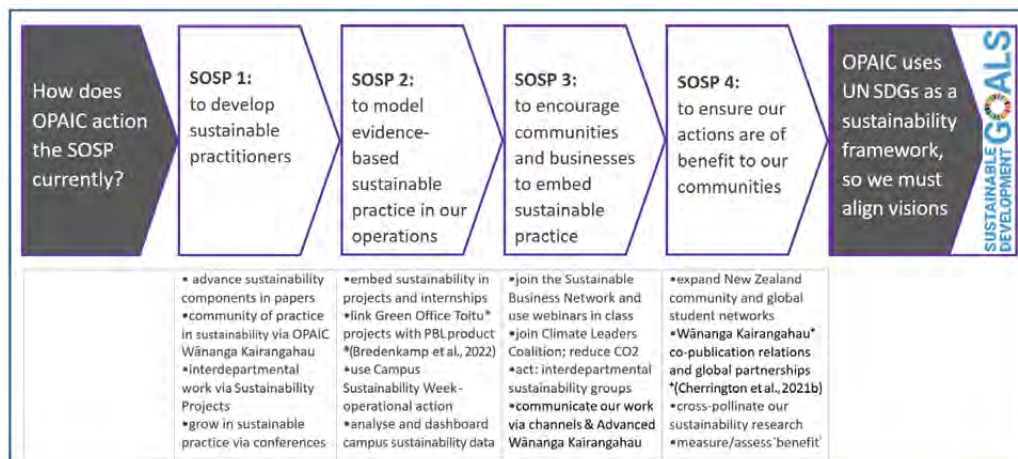 How does
OPAIC action
the SOSP
currently?
SOSP 1:
to develop
sustainable
practitioners
SOSP 2:
to model
evidence-
based
sustainable
practice in our
operations
SOSP 3:
to encourage
communities
and businesses
to embed
sustainable
practice
SOSP 4:
to ensure our
actions are of
benefit to our
communities
OPAIC uses
UN SDGs as a
sustainability
framework,
so we must
align visions
SUSTAINABLE
DEVELOPMENT
GOALS
• advance sustainability
components in papers
•community of practice
in sustainability via OPAIC
Wānanga Kairangahau
•interdepartmental
work via Sustainability
Projects
•grow in sustainable
practice via conferences
•embed sustainability in
projects and internships
•link Green Office Toitu*
projects with PBL product
*(Bredenkamp et al., 2022)
•use Campus
Sustainability Week-
operational action
•analyse and dashboard
campus sustainability data
•join the Sustainable
Business Network and
use webinars in class
•join Climate Leaders
Coalition; reduce CO2
•act: interdepartmental
sustainability groups
•communicate our work
via channels & Advanced
Wānanga Kairangahau
•expand New Zealand
community and global
student networks
•Wānanga Kairangahau*
co-publication relations
and global partnerships
*(Cherrington et al., 2021b)
•cross-pollinate our
sustainability research
•measure/assess 'benefit'